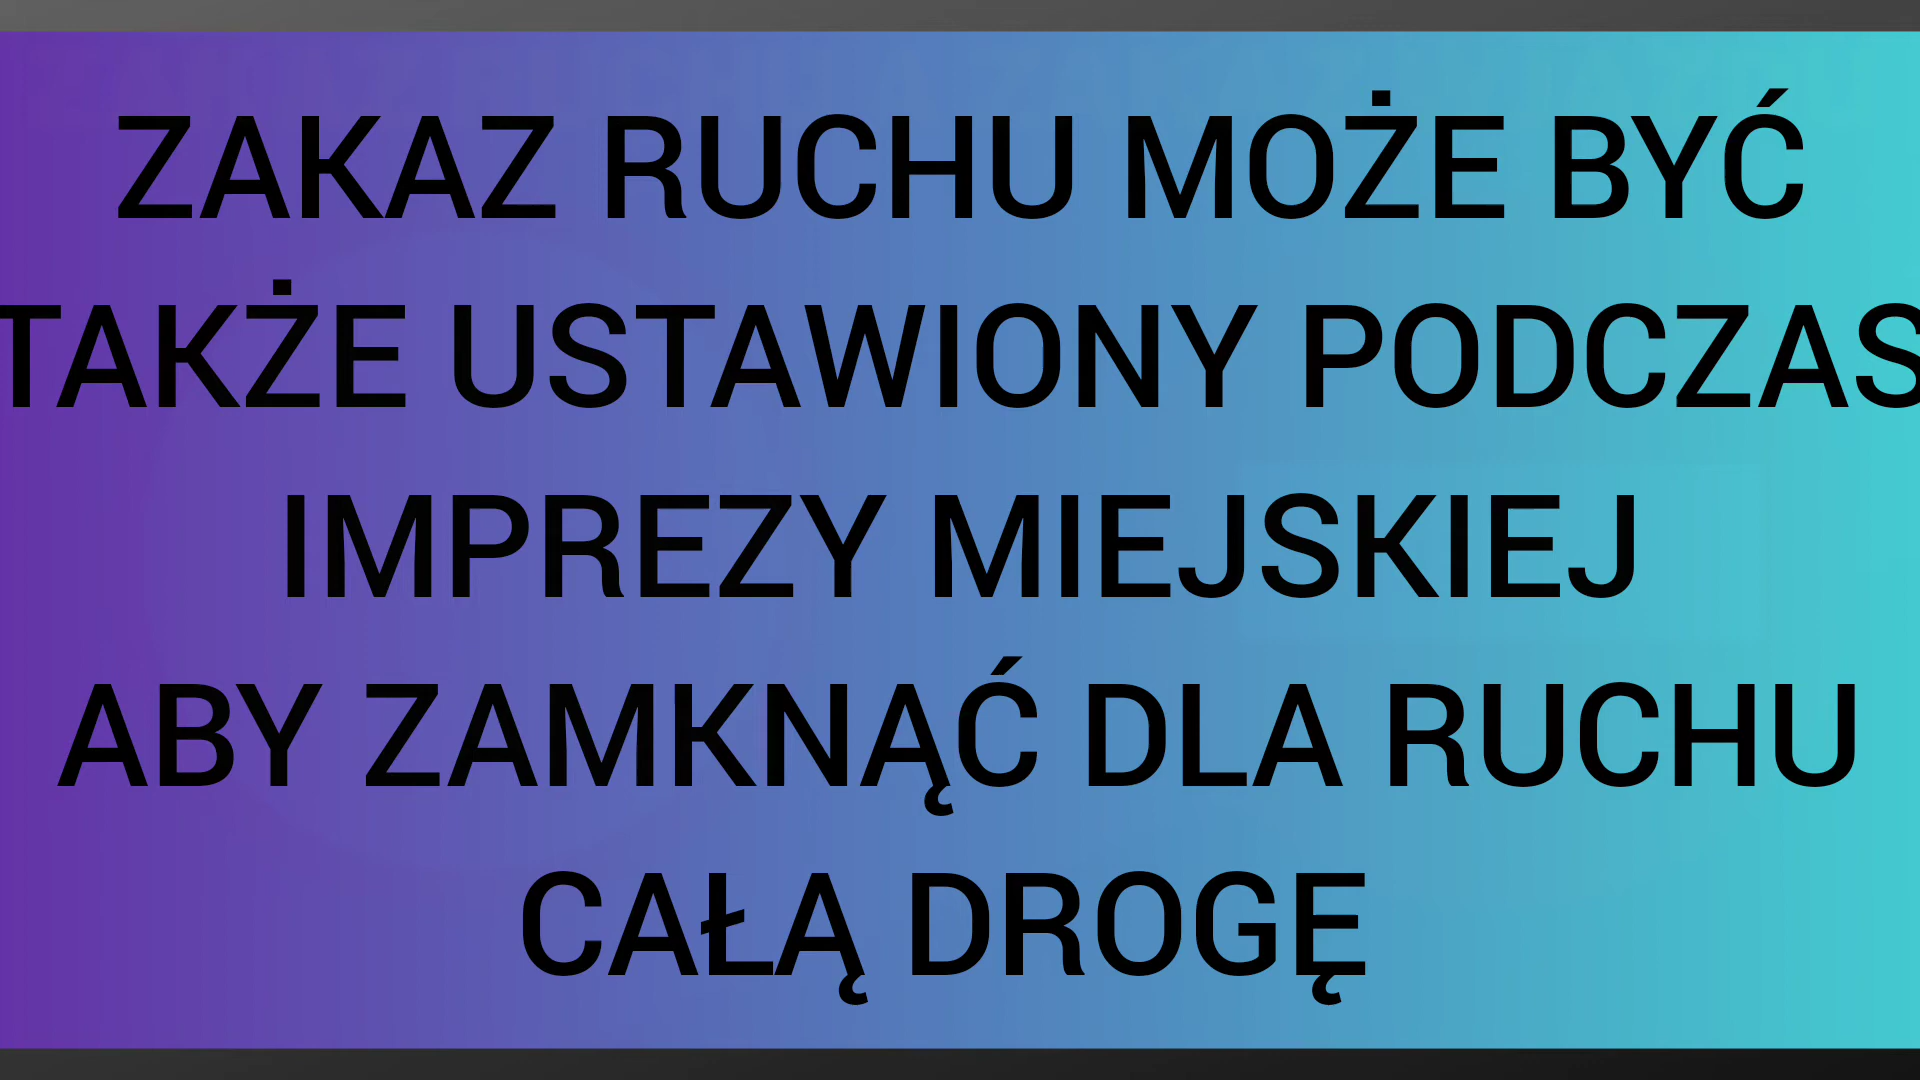 ZAKAZ RUCHU MOŻE BYĆ
TAKŻE USTAWIONY PODCZAS
IMPREZY MIEJSKIEJ
ABY ZAMKNĄĆ DLA RUCHU
CAŁĄ DROGĘ